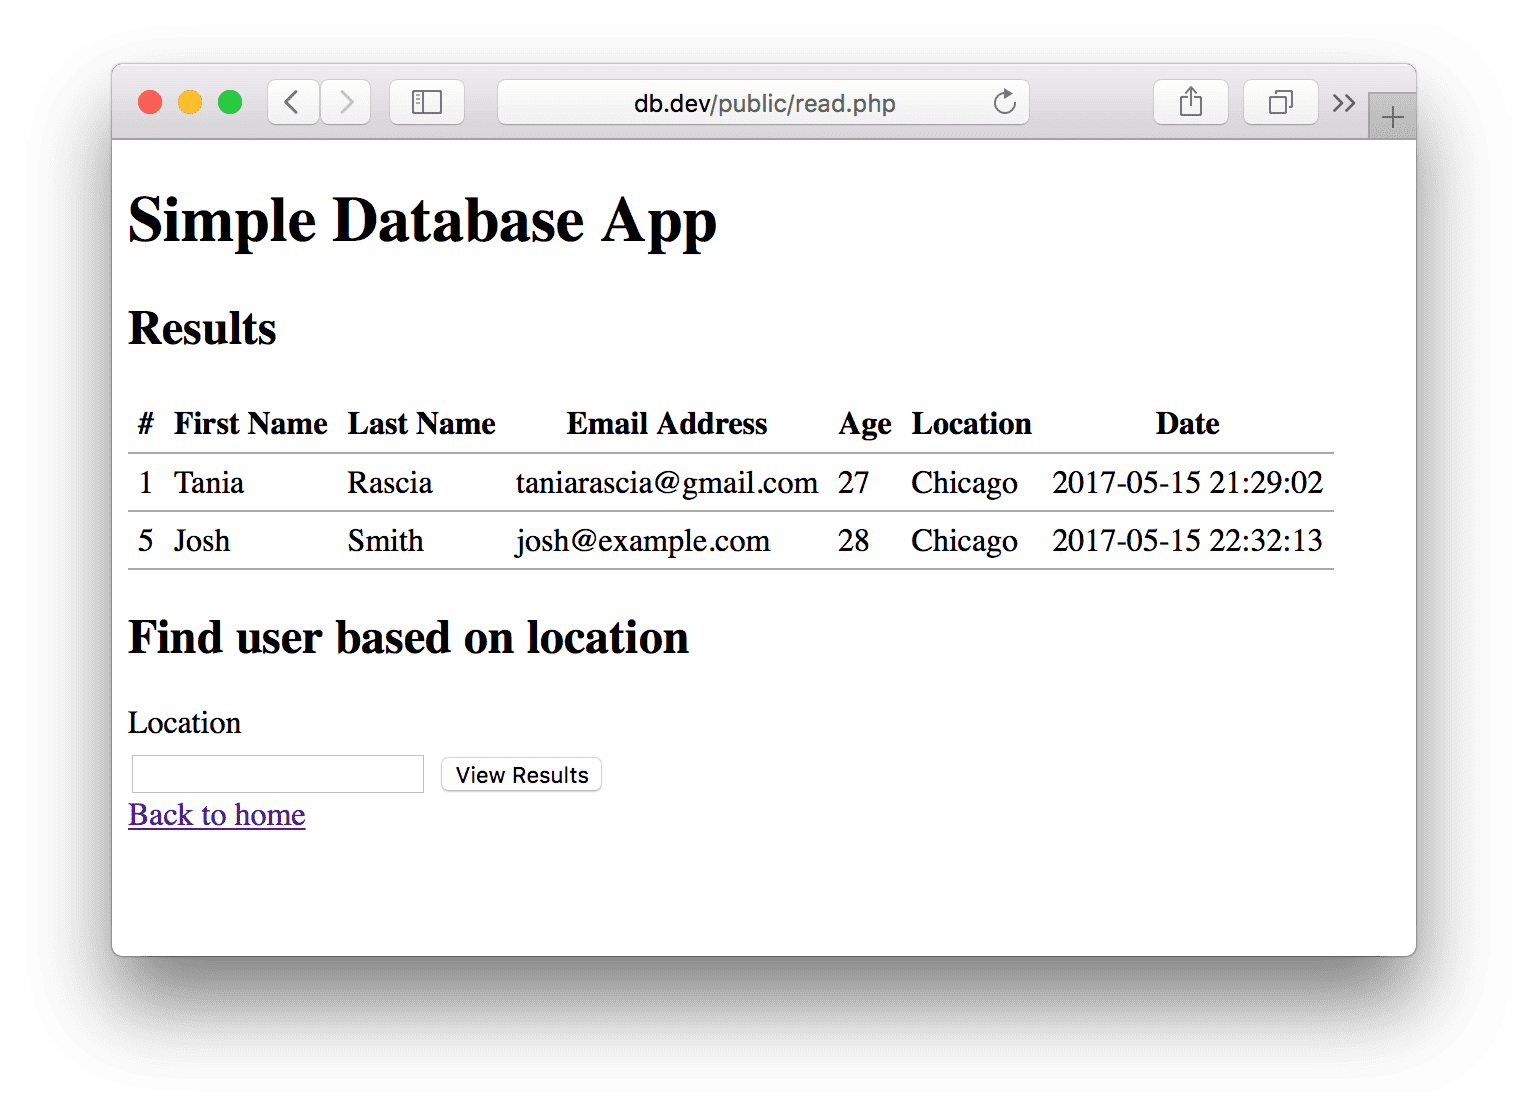 db.dev/public/read.php
Simple Database App
Results
# First Name Last Name Email Address Age Location Date
1 Tania Rascia taniarascia@gmail.com 27 Chicago 2017-05-15 21:29:02
5 Josh Smith josh@example.com 28 Chicago 2017-05-15 22:32:13
Find user based on location
Location
View Results
Back to home